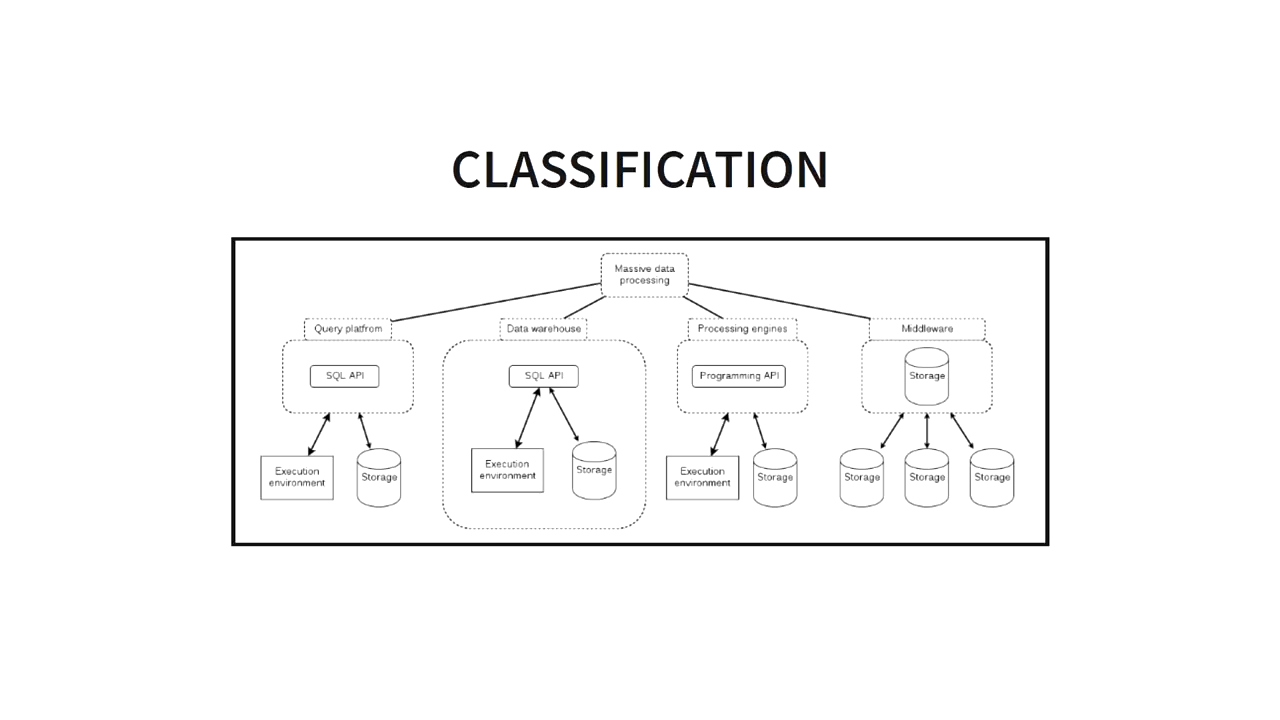 CLASSIFICATION
Massive data
processing
Query platfrom
Data warehouse
Processing engines
Middleware
SQL API
SQL API
Programming API
Storage
Execution
environment
Storage
Execution
environment
Storage
Execution
environment
Storage
Storage
Storage
Storage